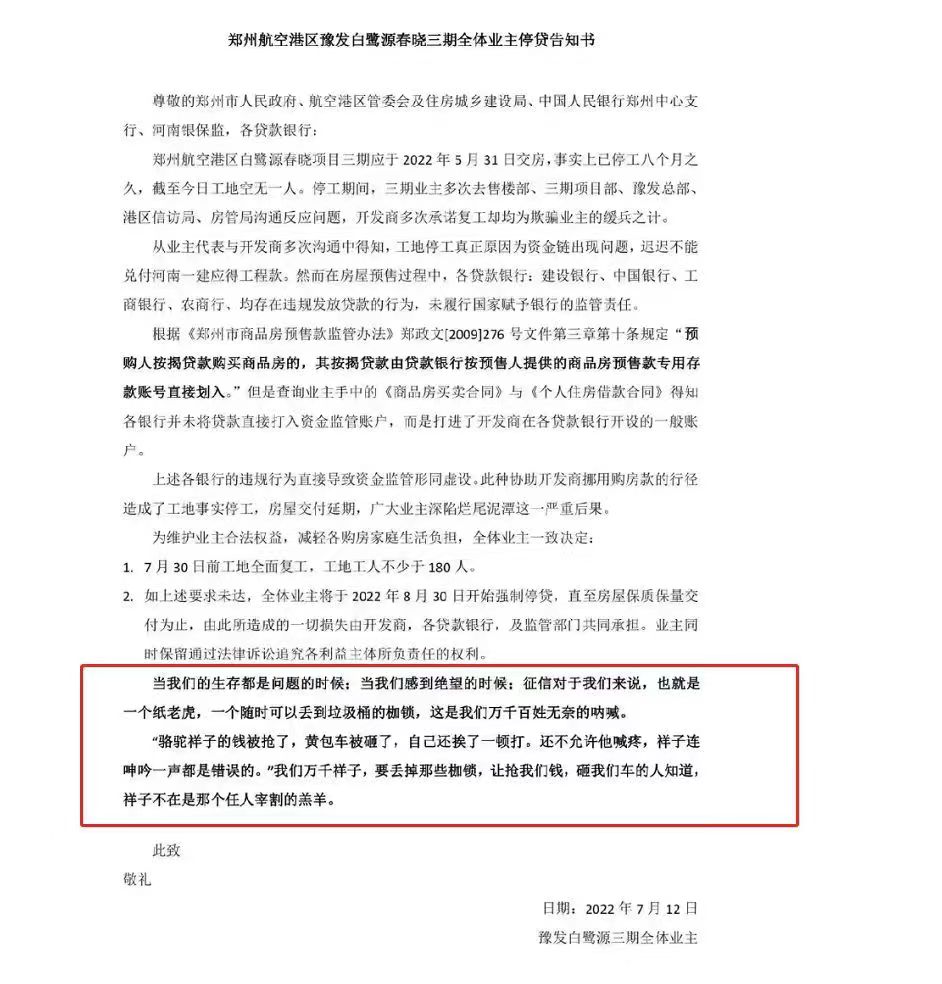 郑州航空港区豫发白鹭源春晓三期全体业主停贷告知书
尊敬的郑州市人民政府、航空港区管委会及住房城乡建设局、中国人民银行郑州中心支
行、河南银保监，各贷款银行：
郑州航空港区白鹭源春晓项目三期应于 2022 年 5 月 31 日交房，事实上已停工八个月之
久，截至今日工地空无一人。停工期间，三期业主多次去售楼部、三期项目部、豫发总部、
港区信访局、房管局沟通反应问题，开发商多次承诺复工却均为欺骗业主的缓兵之计。
从业主代表与开发商多次沟通中得知，工地停工真正原因为资金链出现问题，迟迟不能
兑付河南一建应得工程款。然而在房屋预售过程中，各贷款银行：建设银行、中国银行、工
商银行、农商行、均存在违规发放贷款的行为，未履行国家赋予银行的监管责任。
根据《郑州市商品房预售款监管办法》郑政文[2009]276 号文件第三章第十条规定“预
购人按揭贷款购买商品房的，其按揭贷款由贷款银行按预售人提供的商品房预售款专用存
款账号直接划入。”但是查询业主手中的《商品房买卖合同》与《个人住房借款合同》得知
各银行并未将贷款直接打入资金监管账户，而是打进了开发商在各贷款银行开设的一般账
户。
上述各银行的违规行为直接导致资金监管形同虚设。此种协助开发商挪用购房款的行径
造成了工地事实停工，房屋交付延期，广大业主深陷烂尾泥潭这一严重后果。
为维护业主合法权益，减轻各购房家庭生活负担，全体业主一致决定：
1. 7 月 30 日前工地全面复工，工地工人不少于 180 人。
2. 如上述要求未达，全体业主将于 2022 年 8 月 30 日开始强制停贷，直至房屋保质保量交
付为止，由此所造成的一切损失由开发商，各贷款银行，及监管部门共同承担。业主同
时保留通过法律诉讼追究各利益主体所负责任的权利。
当我们的生存都是问题的时候；当我们感到绝望的时候；征信对于我们来说，也就是
一个纸老虎，一个随时可以丢到垃圾桶的枷锁，这是我们万千百姓无奈的呐喊。
“骆驼祥子的钱被抢了，黄包车被砸了，自己还挨了一顿打。还不允许他喊疼，祥子连
呻吟一声都是错误的。”我们万千祥子，要丢掉那些枷锁，让抢我们钱，砸我们车的人知道，
祥子不在是那个任人宰割的羔羊。
此致
敬礼
日期：2022 年 7 月 12 日
豫发白鹭源三期全体业主